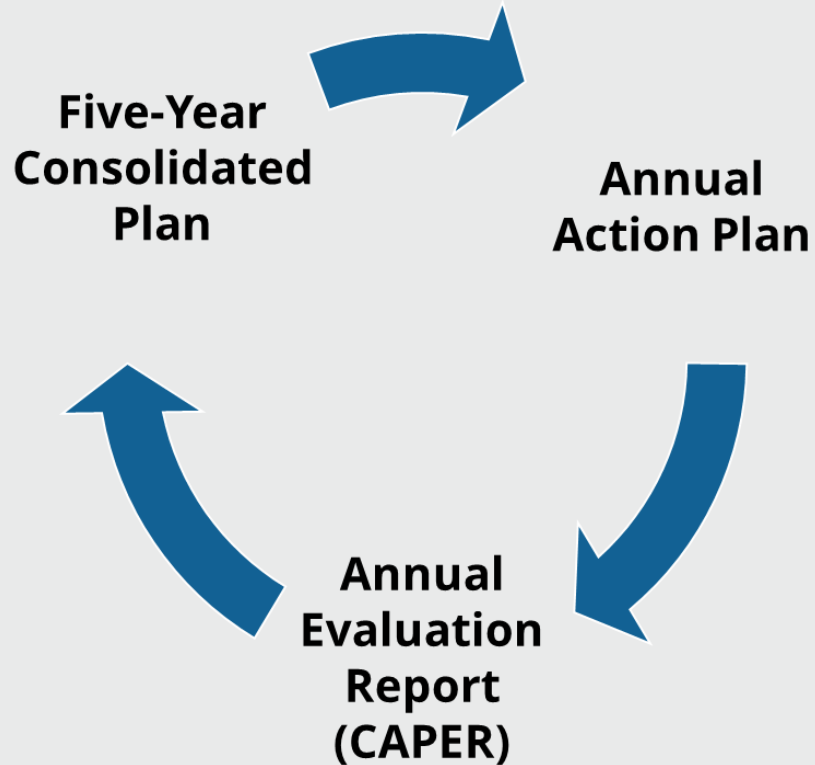 Five-Year
Consolidated
Plan
Annual
Action Plan
Annual
Evaluation
Report
(CAPER)